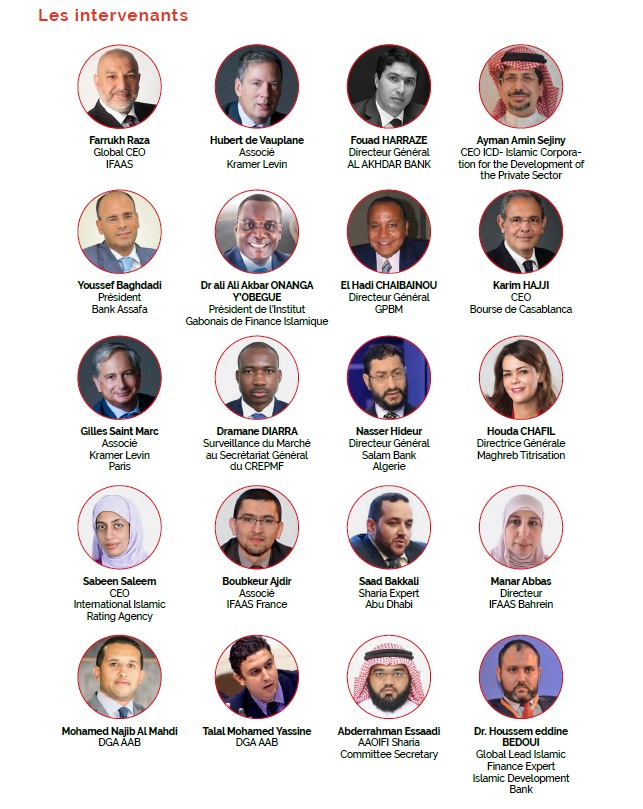 Les intervenants
Farrukh Raza
Global CEO
IFAAS
Hubert de Vauplane
Associé
Kramer Levin
Fouad HARRAZE
Directeur Général
AL AKHDAR BANK
Ayman Amin Sejiny
CEO ICD- Islamic Corpora-
tion for the Development of
the Private Sector
Youssef Baghdadi
Président
Bank Assafa
Dr ali Ali Akbar ONANGA
Y'OBEGUE
Président de l'Institut
Gabonais de Finance Islamique
El Hadi CHAIBAINOU
Directeur Général
GPBM
Karim HAJJI
CEO
Bourse de Casablanca
Gilles Saint Marc
Associé
Kramer Levin
Paris
Dramane DIARRA
Surveillance du Marché
au Secrétariat Général
du CREPMF
Nasser Hideur
Directeur Général
Salam Bank
Algerie
Houda CHAFIL
Directrice Générale
Maghreb Titrisation
Sabeen Saleem
CEO
International Islamic
Rating Agency
Boubkeur Ajdir
Associé
IFAAS France
Saad Bakkali
Sharia Expert
Abu Dhabi
Manar Abbas
Directeur
IFAAS Bahrein
Mohamed Najib Al Mahdi
DGA AAB
Talal Mohamed Yassine
DGA AAB
Abderrahman Essaadi
AAOIFI Sharia
Committee Secretary
Dr. Houssem eddine
BEDOUI
Global Lead Islamic
Finance Expert
Islamic Development
Bank